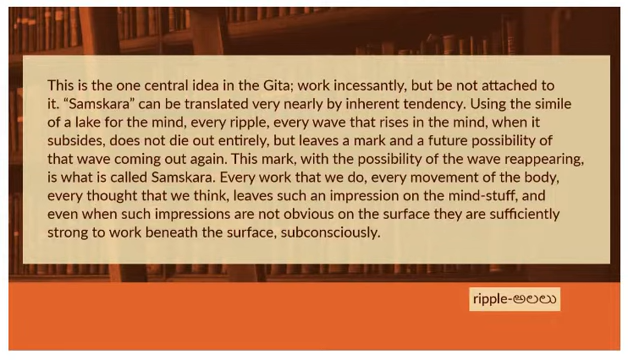 This is the one central idea in the Gita; work incessantly, but be not attached to
it. “Samskara” can be translated very nearly by inherent tendency. Using the simile
of a lake for the mind, every ripple, every wave that rises in the mind, when it
subsides, does not die out entirely, but leaves a mark and a future possibility of
that wave coming out again. This mark, with the possibility of the wave reappearing,
is what is called Samskara. Every work that we do, every movement of the body,
every thought that we think, leaves such an impression on the mind-stuff, and
even when such impressions are not obvious on the surface they are sufficiently
strong to work beneath the surface, subconsciously.
ripple-అలలు